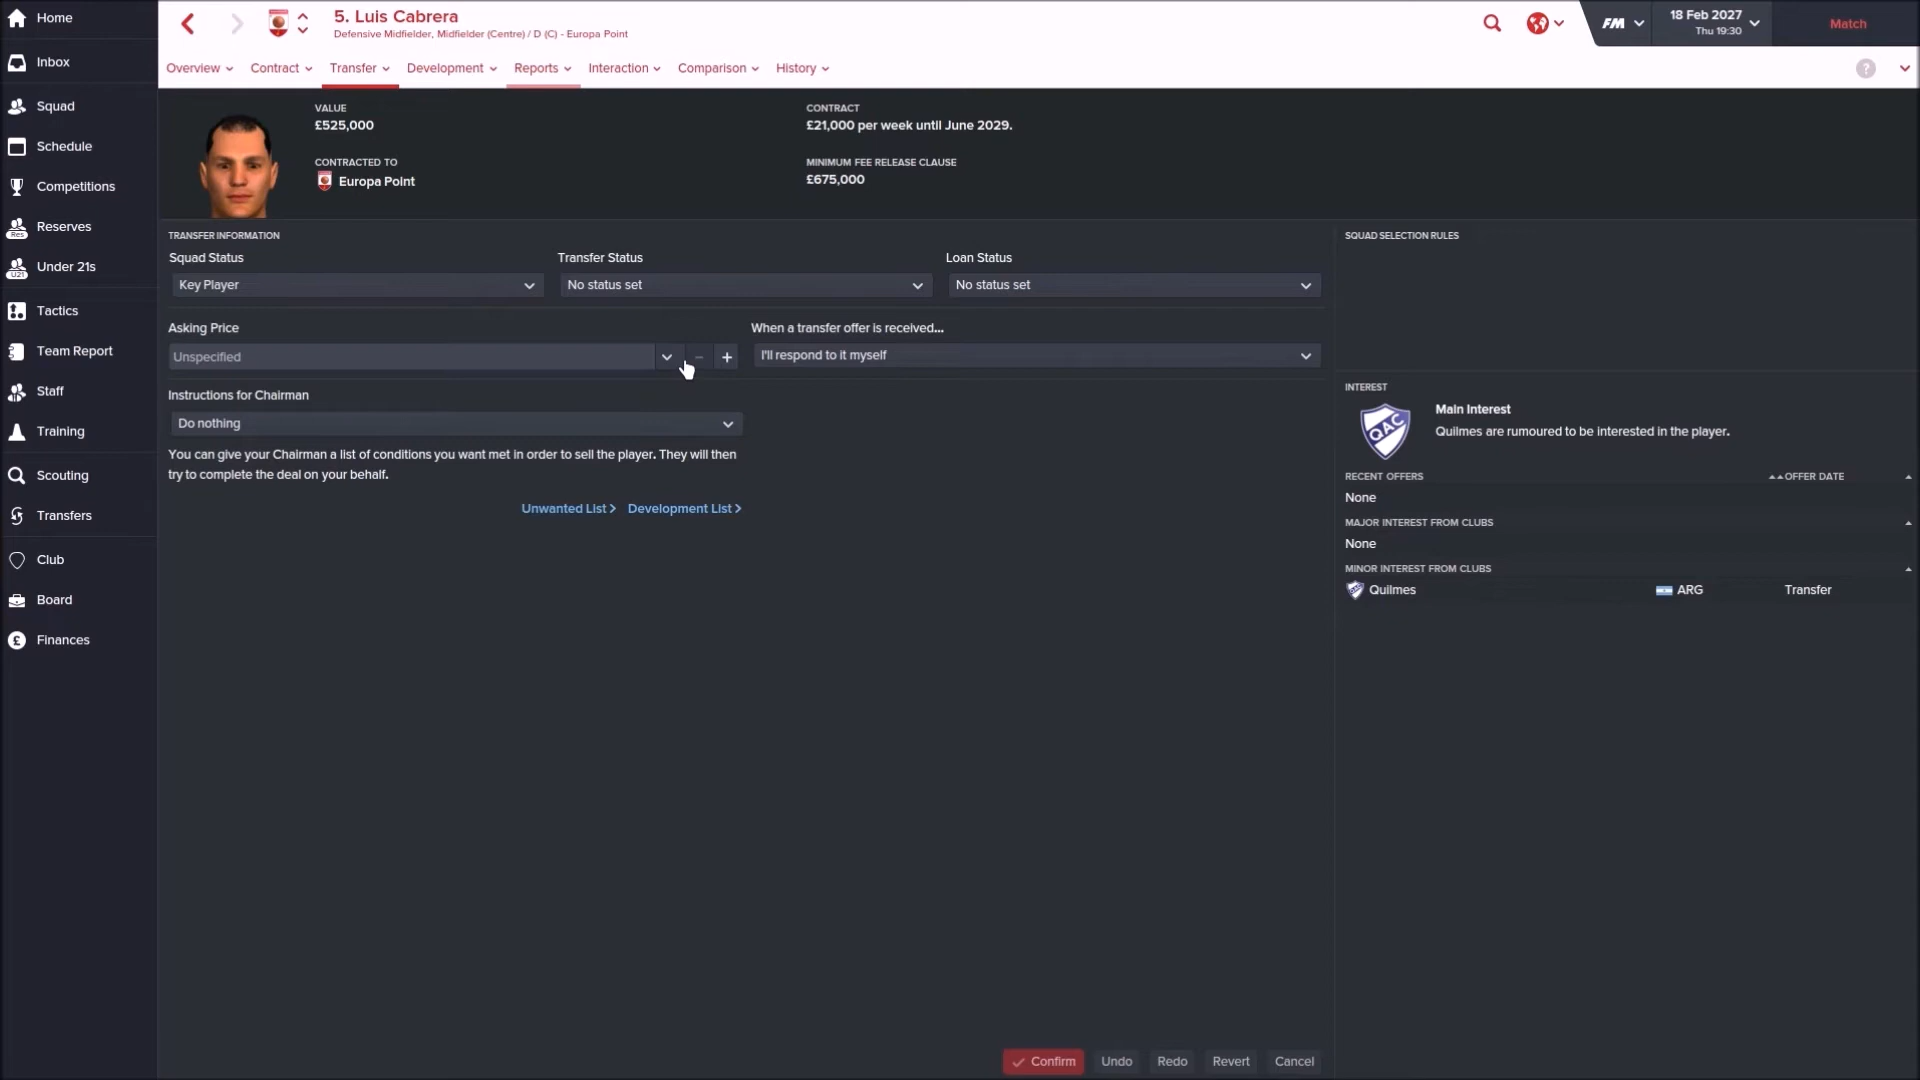 Home
Inbox
Squad
Schedule
Competitions
Reserves
Res
Under 21s
U21
Tactics
Team Report
Staff
Training
Scouting
Transfers
Club
Board
Finances
5. Luis Cabrera
Defensive Midfielder, Midfielder (Centre) / D (C) - Europa Point
FM
18 Feb 2027
Thu 19:30
Match
Overview
Contract
Transfer
Development
Reports
Interaction
Comparison
History
?
VALUE
£525,000
CONTRACTED TO
Europa Point
CONTRACT
£21,000 per week until June 2029.
MINIMUM FEE RELEASE CLAUSE
£675,000
TRANSFER INFORMATION
Squad Status
Key Player
Transfer Status
No status set
Loan Status
No status set
Asking Price
Unspecified
When a transfer offer is received...
I'll respond to it myself
Instructions for Chairman
Do nothing
You can give your Chairman a list of conditions you want met in order to sell the player. They will then
try to complete the deal on your behalf.
Unwanted List >
Development List >
SQUAD SELECTION RULES
INTEREST
QAC
Main Interest
Quilmes are rumoured to be interested in the player.
RECENT OFFERS
OFFER DATE
None
MAJOR INTEREST FROM CLUBS
None
MINOR INTEREST FROM CLUBS
Quilmes
ARG
Transfer
Confirm
Undo
Redo
Revert
Cancel